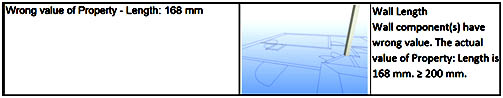 Wrong value of Property - Length: 168 mm
Wall Length
Wall component(s) have
wrong value. The actual
value of Property: Length is
168 mm. ≥ 200 mm.